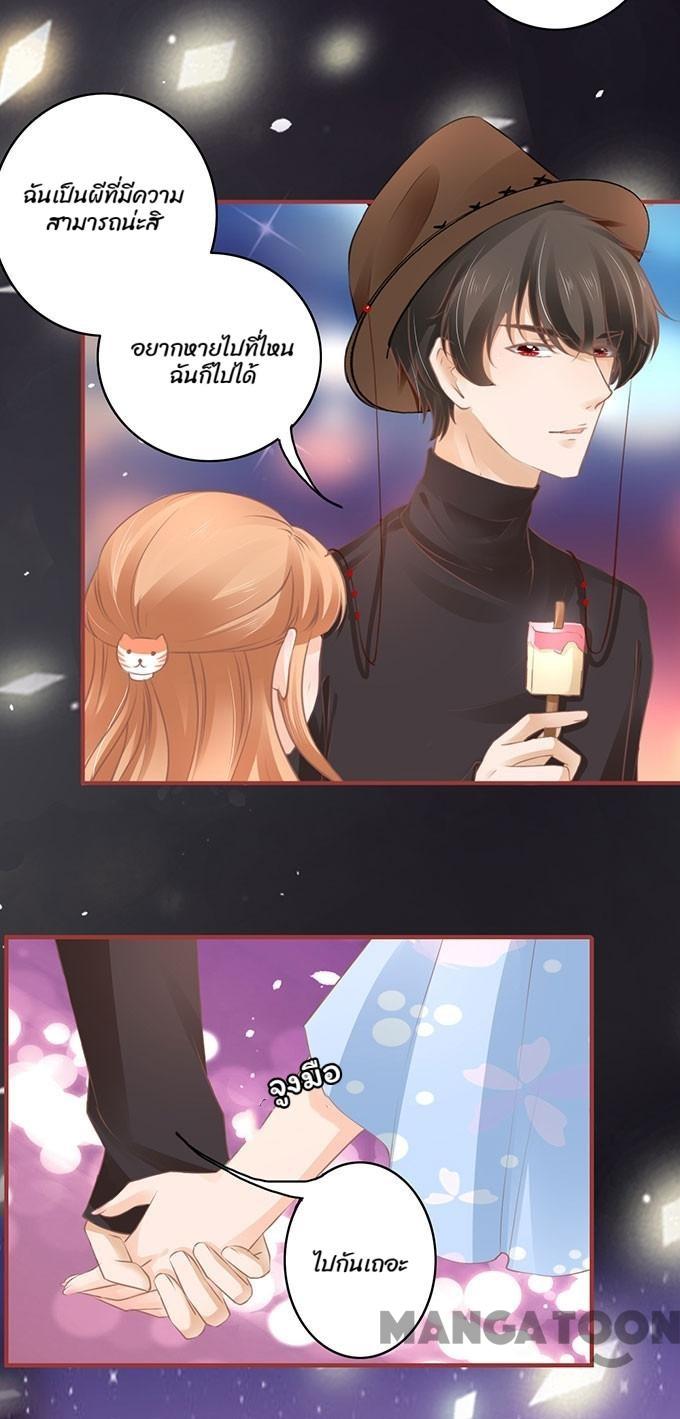 ฉันเป็นผีที่มีความ
สามารถน่ะสิ
อยากหายไปที่ไหน
ฉันก็ไปได้
จูงมือ
ไปกันเถอะ
MANGATOON